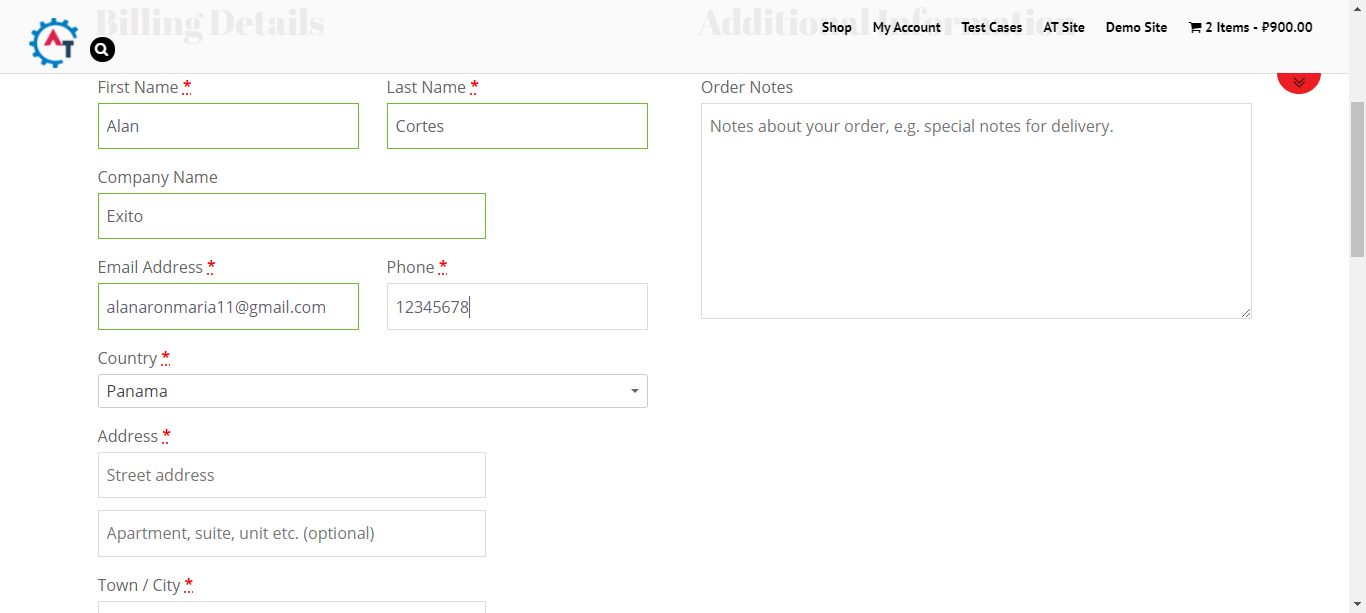 Billing Details
Additional Information
AT
Shop My Account Test Cases AT Site Demo Site 2 Items - ₽900.00
First Name *
Last Name *
Order Notes
Alan
Cortes
Notes about your order, e.g. special notes for delivery.
Company Name
Exito
Email Address *
Phone *
alanaronmaria11@gmail.com
12345678
Country *
Panama
Address *
Street address
Apartment, suite, unit etc. (optional)
Town / City *